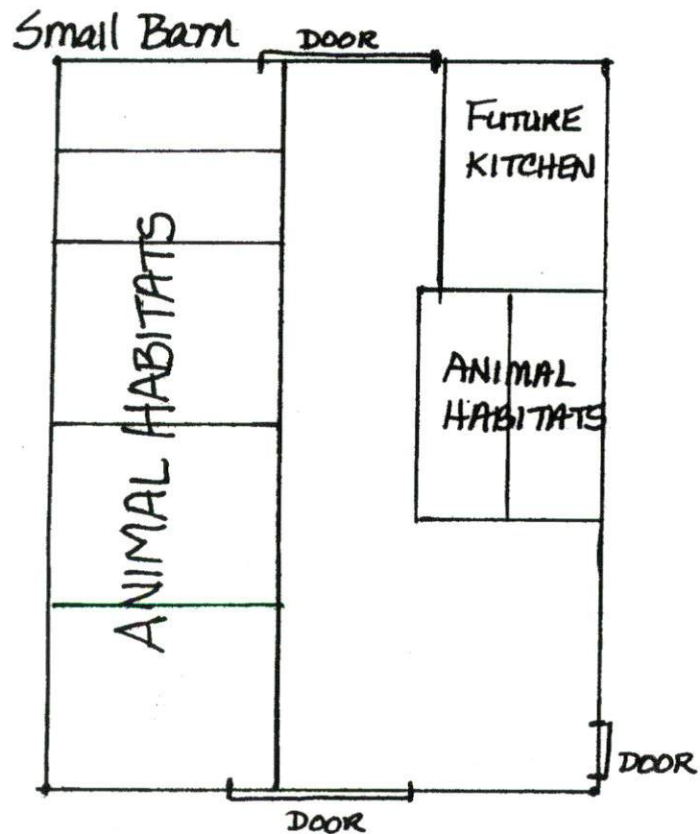 Small Barn
DOOR
FUTURE
KITCHEN
ANIMAL HABITATS
ANIMAL
HABITATS
DOOR
DOOR